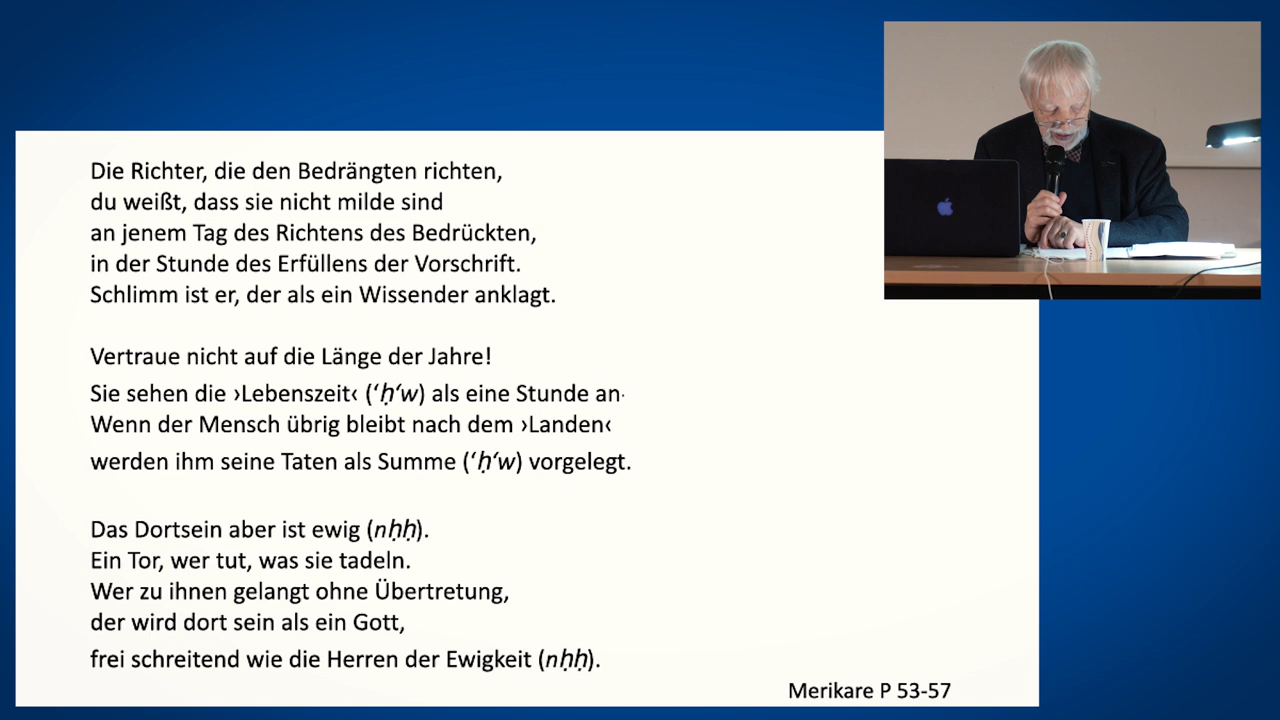 Die Richter, die den Bedrängten richten,
du weißt, dass sie nicht milde sind
an jenem Tag des Richtens des Bedrückten,
in der Stunde des Erfüllens der Vorschrift.
Schlimm ist er, der als ein Wissender anklagt.
Vertraue nicht auf die Länge der Jahre!
Sie sehen die ›Lebenszeit‹ (‘ḥ‘w) als eine Stunde an.
Wenn der Mensch übrig bleibt nach dem ›Landen‹
werden ihm seine Taten als Summe (‘ḥ‘w) vorgelegt.
Das Dortsein aber ist ewig (nḥḥ).
Ein Tor, wer tut, was sie tadeln.
Wer zu ihnen gelangt ohne Übertretung,
der wird dort sein als ein Gott,
frei schreitend wie die Herren der Ewigkeit (nḥḥ).
Merikare P 53-57